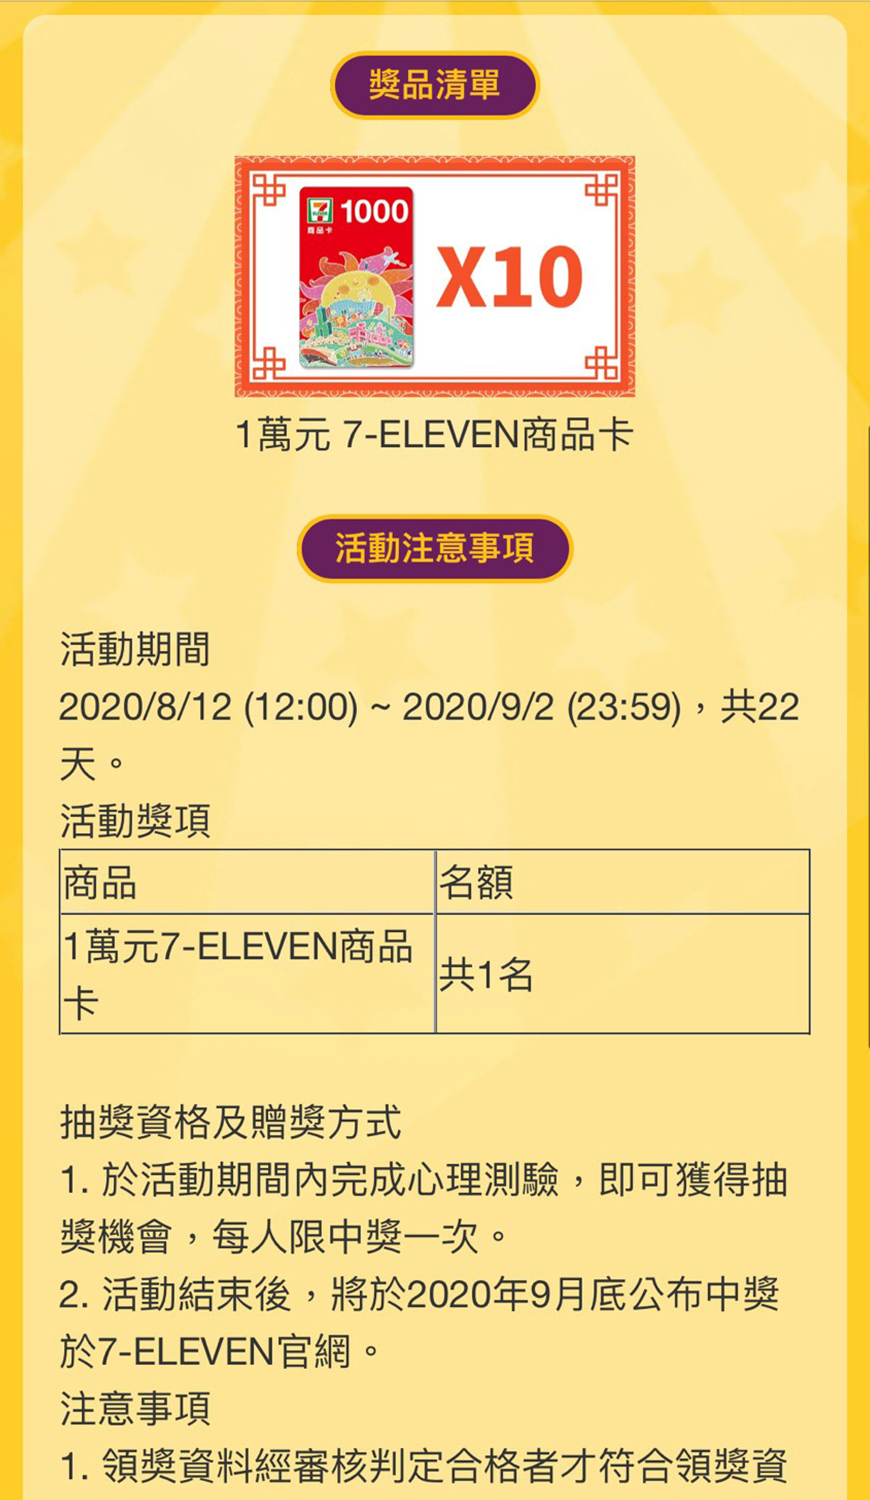 獎品清單
7
ELEVEN
1000
商品卡
X10
1萬元 7-ELEVEN商品卡
活動注意事項
活動期間
2020/8/12 (12:00) ~ 2020/9/2 (23:59)，共22
天。
活動獎項
商品
名額
1萬元7-ELEVEN商品
卡
共1名
抽獎資格及贈獎方式
1. 於活動期間內完成心理測驗，即可獲得抽
獎機會，每人限中獎一次。
2. 活動結束後，將於2020年9月底公布中獎
於7-ELEVEN官網。
注意事項
1. 領獎資料經審核判定合格者才符合領獎資